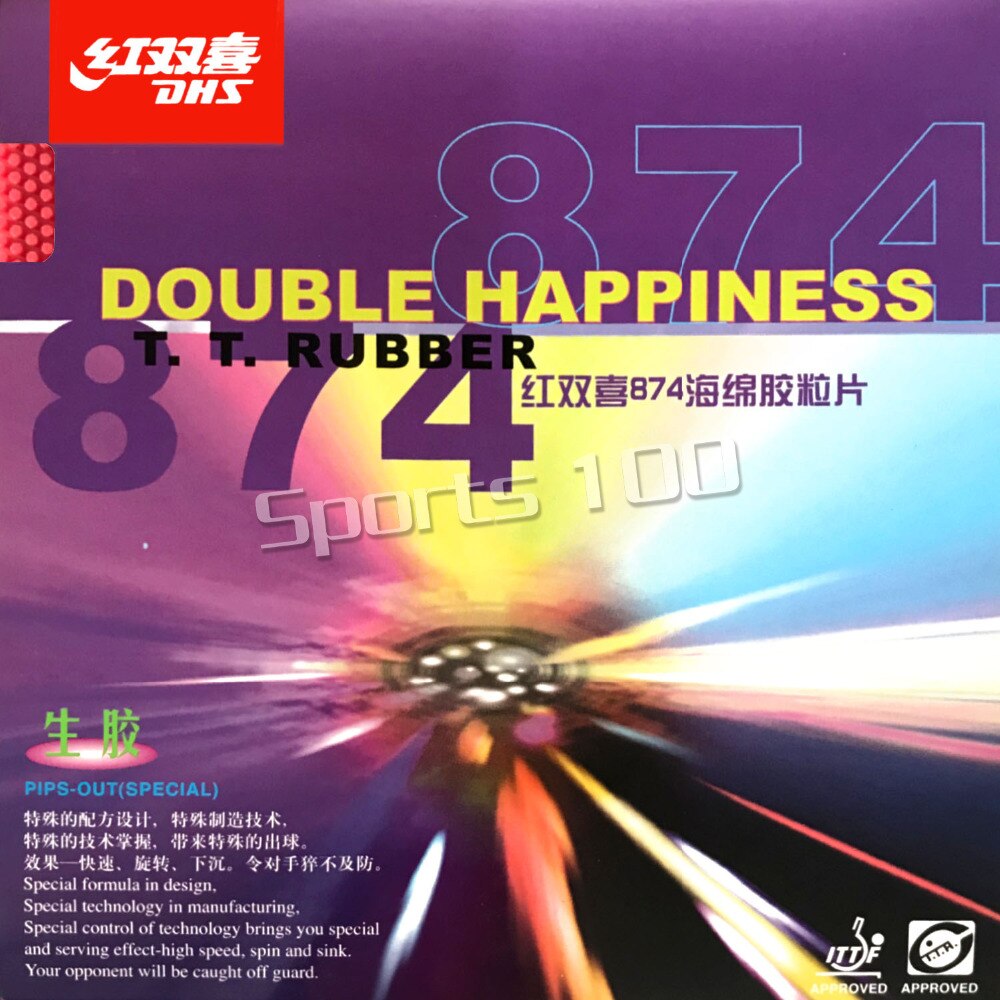 红双喜
DHS
874
DOUBLE HAPPINESS
874
T. T. RUBBER
红双喜874海绵胶粒片
Sports 100
生胶
PIPS-OUT(SPECIAL)
特殊的配方设计，特殊制造技术，
特殊的技术掌握，带来特殊的出球。
效果—快速、旋转、下沉。令对手猝不及防。
Special formula in design,
Special technology in manufacturing,
Special control of technology brings you special
and serving effect-high speed, spin and sink.
Your opponent will be caught off guard.
ITTF
APPROVED
T.T.R.
APPROVED